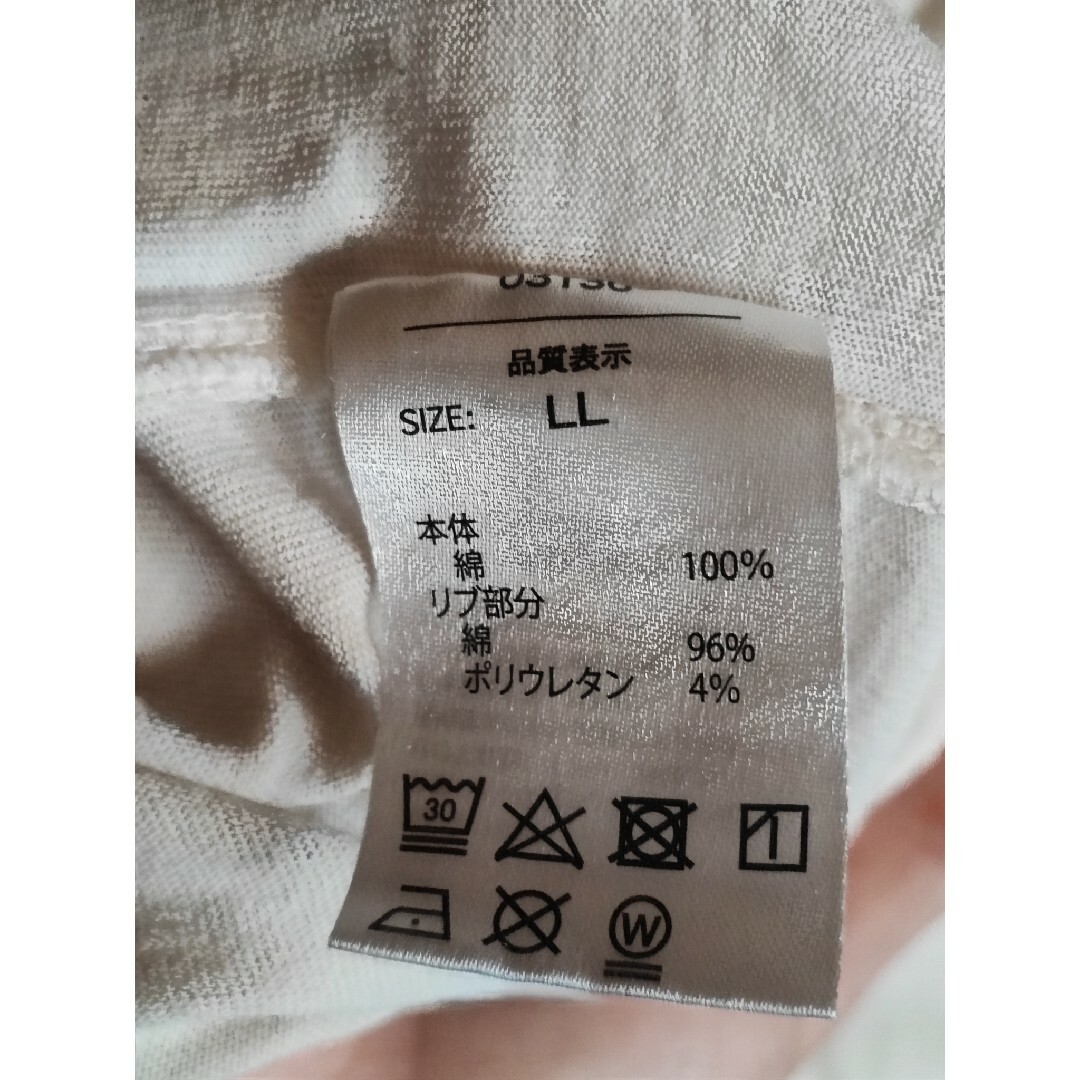 品質表示
SIZE: LL
本体
綿 100%
リブ部分
綿 96%
ポリウレタン 4%
30
W